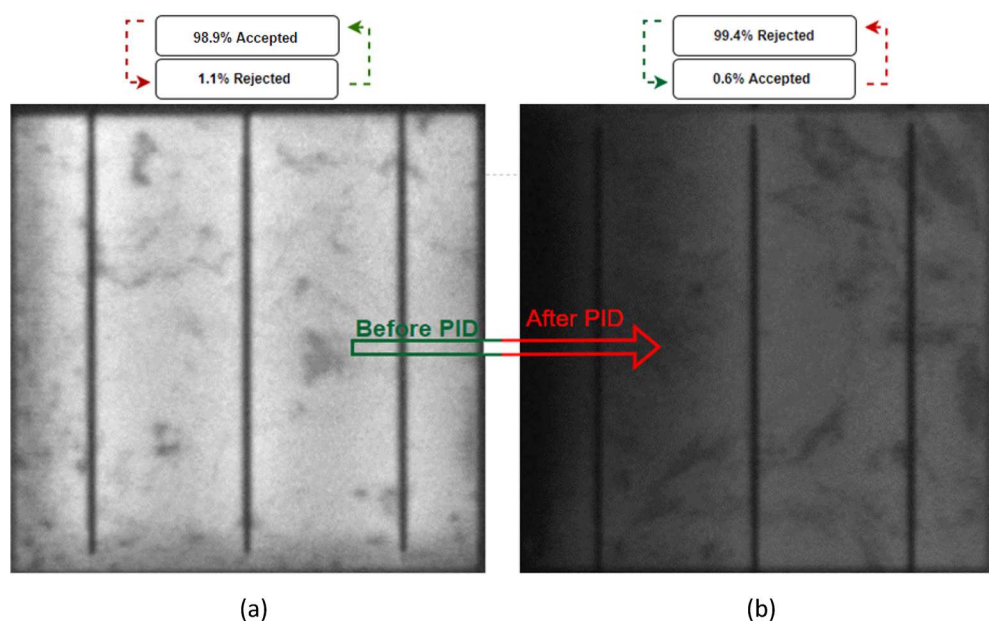 98.9% Accepted
1.1% Rejected
99.4% Rejected
0.6% Accepted
Before PID
After PID
(a)
(b)